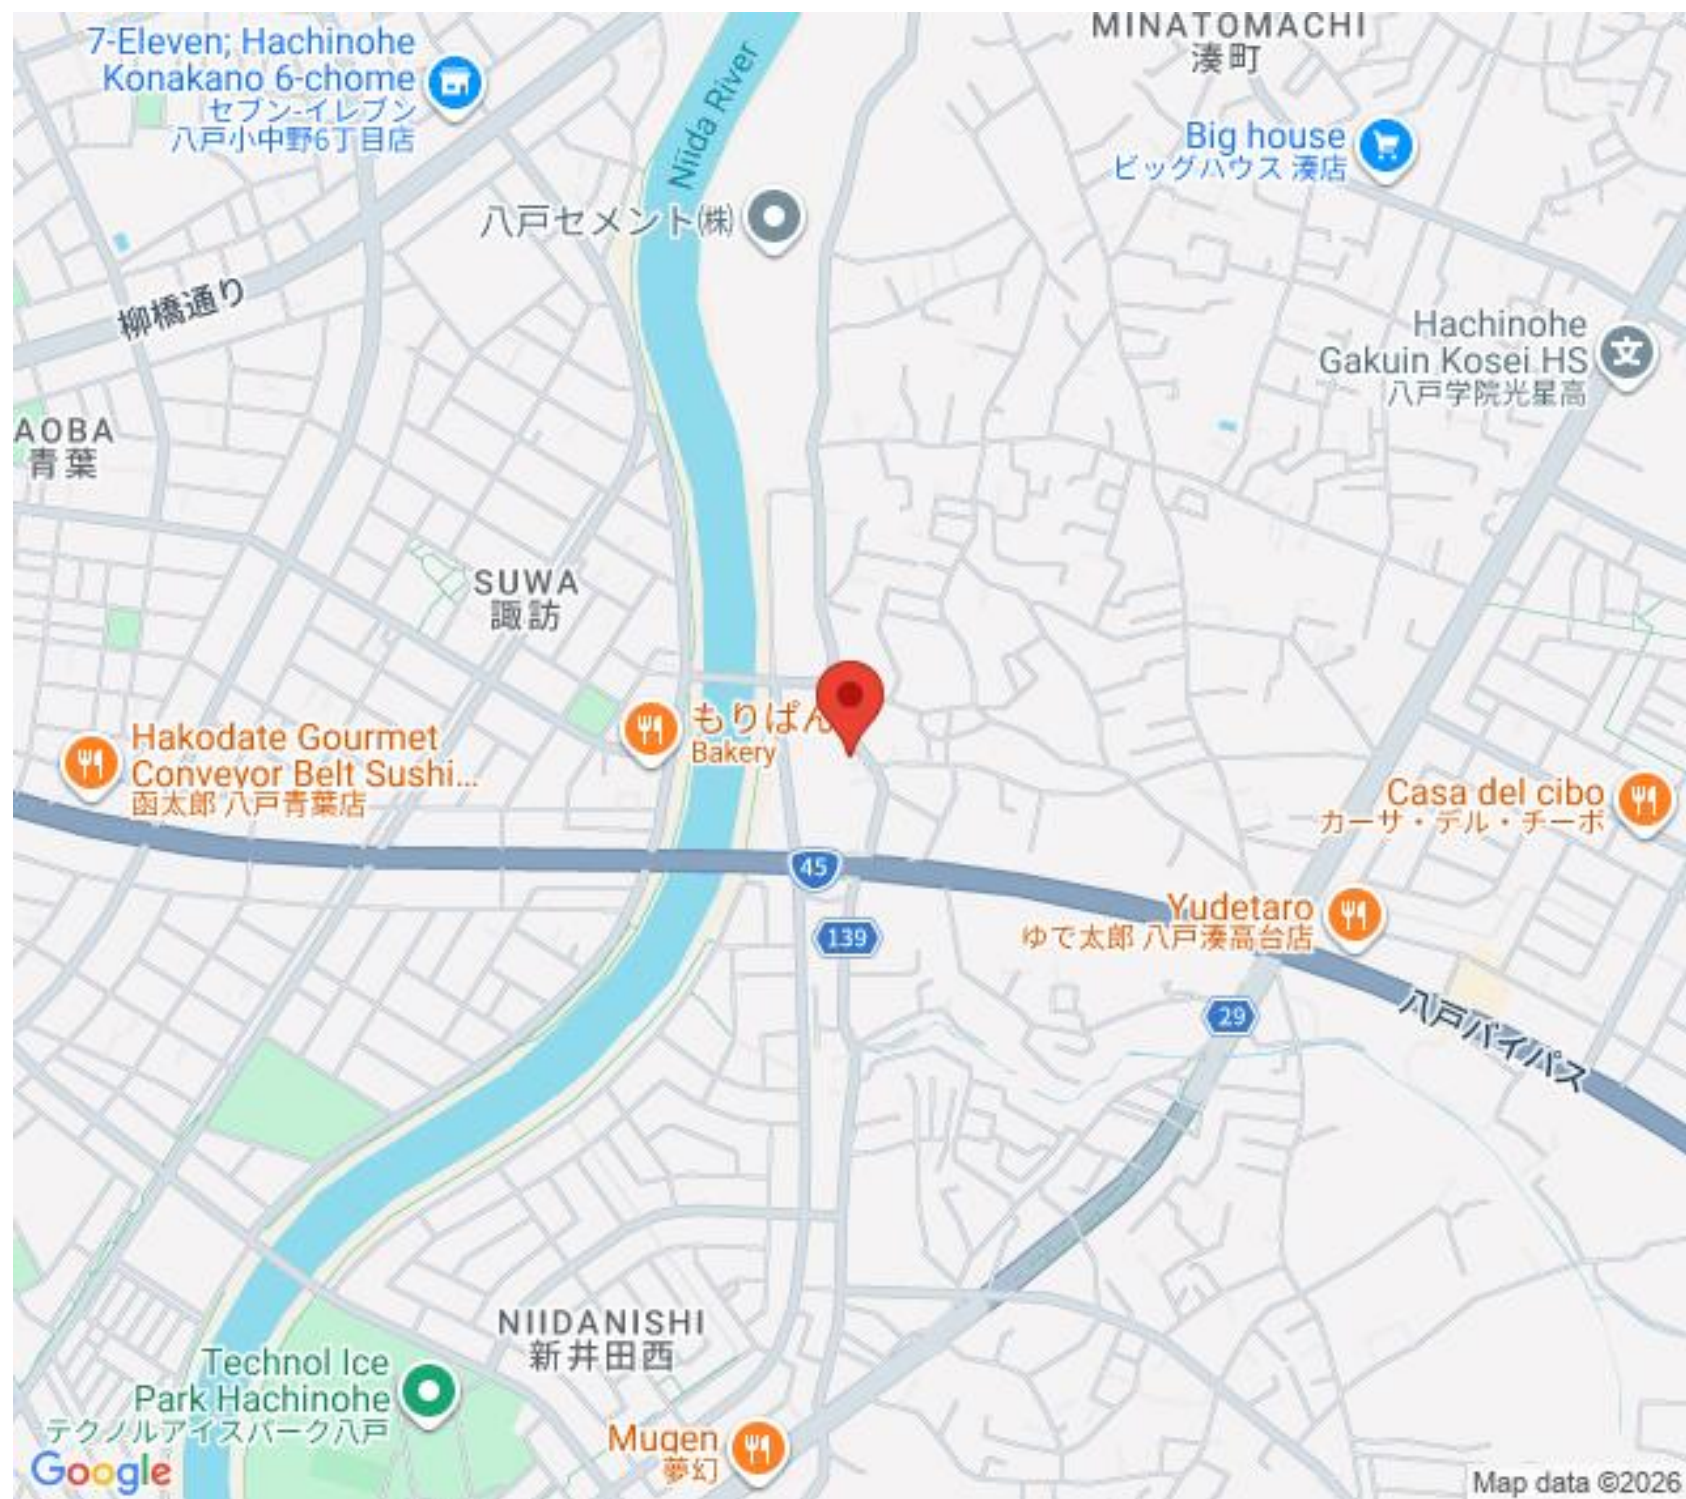 MINATOMACHI
湊町
7-Eleven; Hachinohe
Konakano 6-chome
セブン-イレブン
八戸小中野6丁目店
Niida River
Big house
ビッグハウス 湊店
八戸セメント㈱
柳橋通り
Hachinohe
Gakuin Kosei HS
八戸学院光星高
文
AOBA
青葉
SUWA
諏訪
もりぱん
Bakery
Hakodate Gourmet
Conveyor Belt Sushi...
函太郎 八戸青葉店
Casa del cibo
カーサ・デル・チーボ
45
Yudetaro
ゆで太郎 八戸湊高台店
139
29
八戸バイパス
NIIDANISHI
新井田西
Technol Ice
Park Hachinohe
テクノルアイスパーク八戸
Mugen
夢幻
Google
Map data ©2026